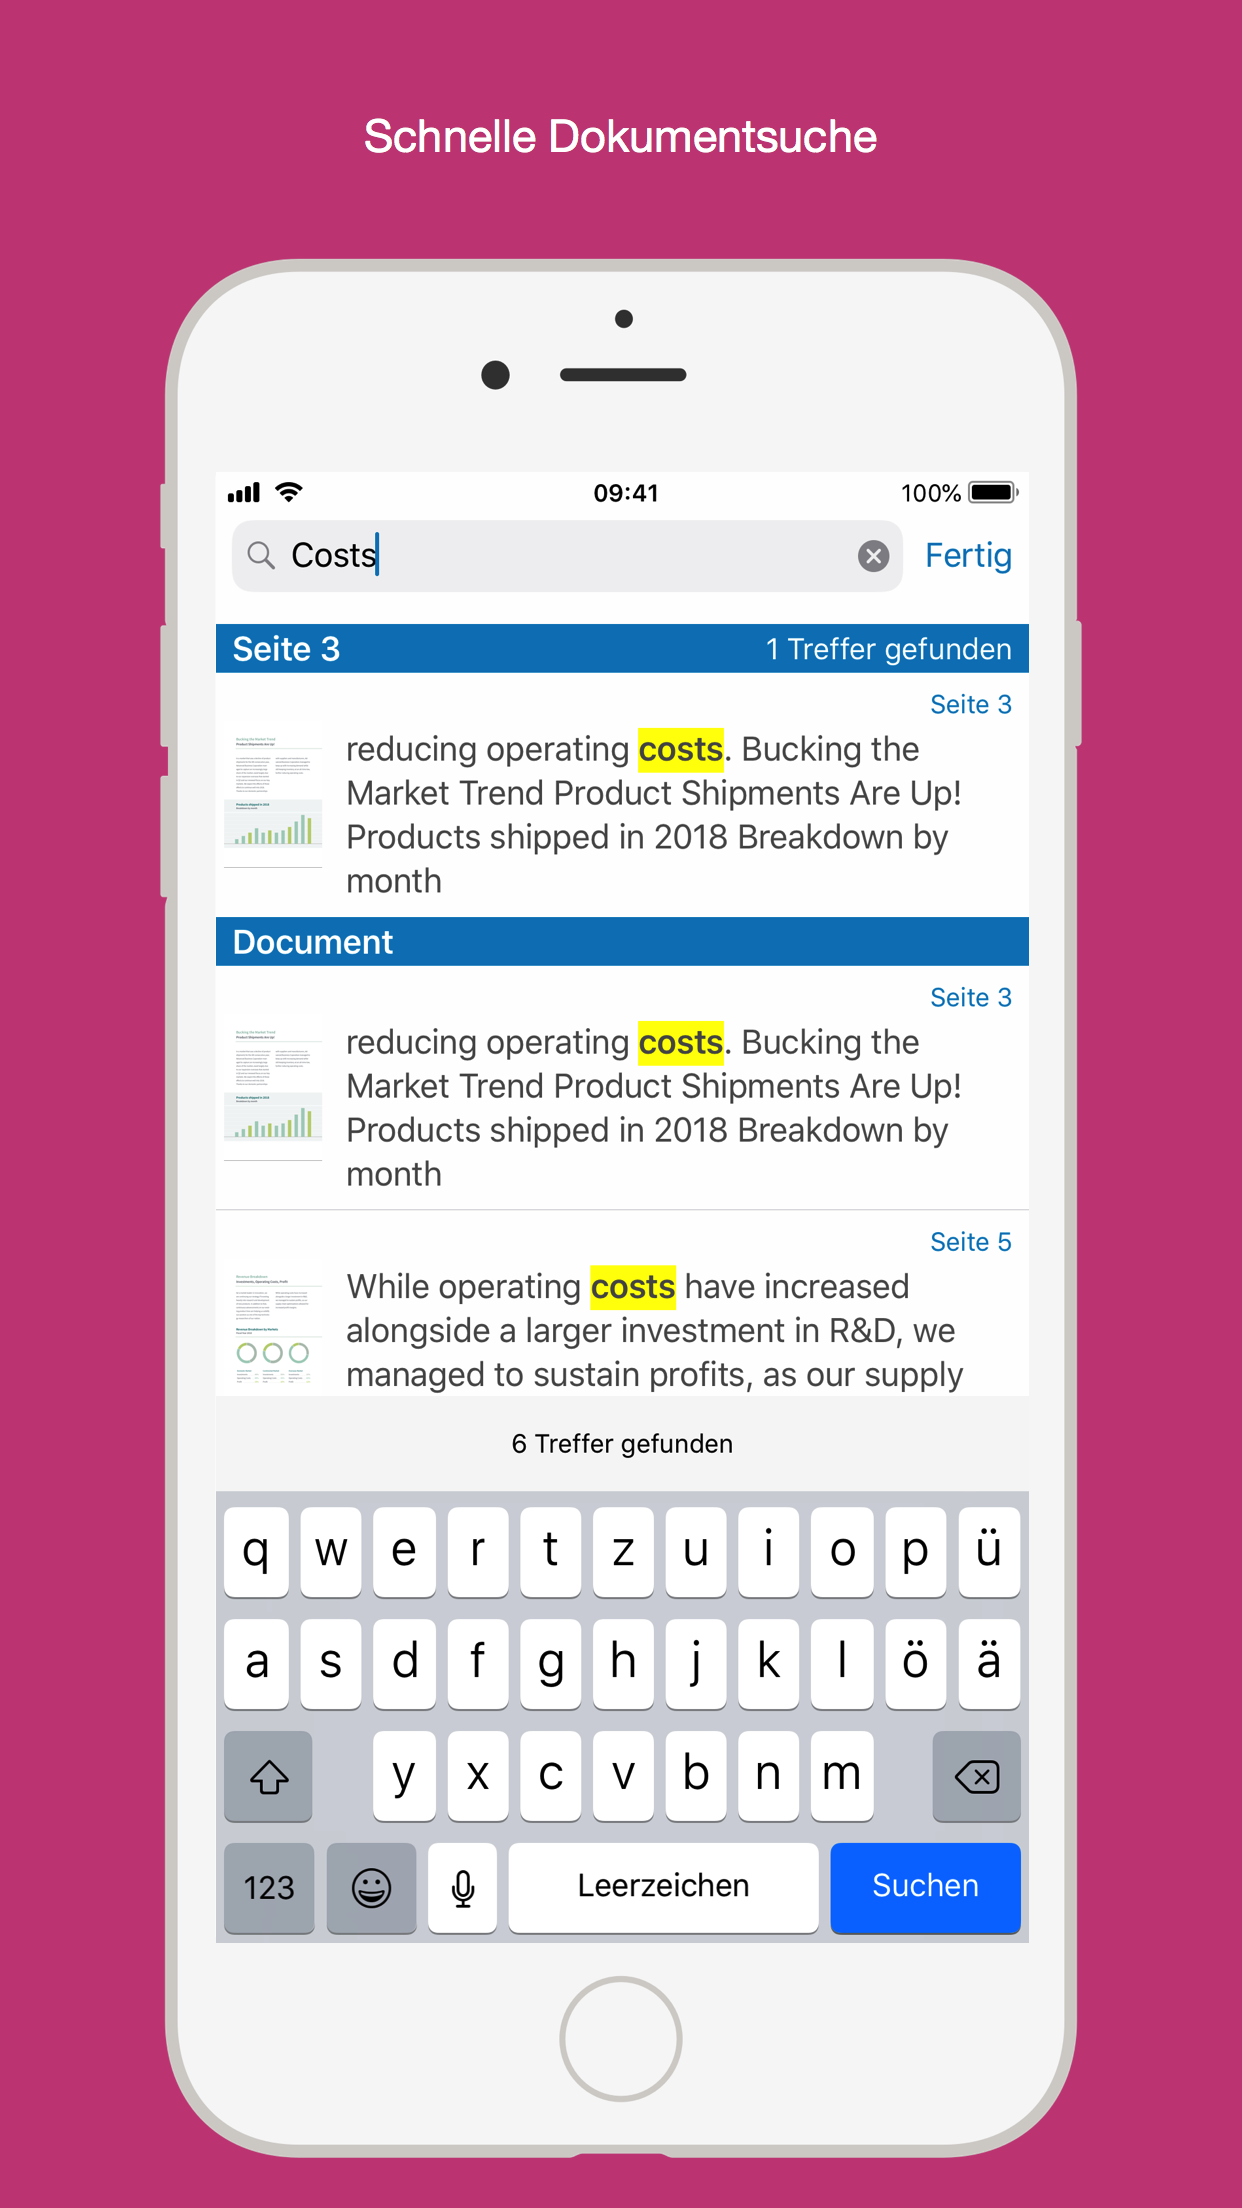 Schnelle Dokumentsuche
09:41
100%
Costs
Fertig
Seite 3
1 Treffer gefunden
Seite 3
reducing operating costs. Bucking the
Market Trend Product Shipments Are Up!
Products shipped in 2018 Breakdown by
month
Document
Seite 3
reducing operating costs. Bucking the
Market Trend Product Shipments Are Up!
Products shipped in 2018 Breakdown by
month
Seite 5
While operating costs have increased
alongside a larger investment in R&D, we
managed to sustain profits, as our supply
6 Treffer gefunden
q w e r t z u i o p ü
a s d f g h j k l ö ä
y x c v b n m
123 Leerzeichen Suchen